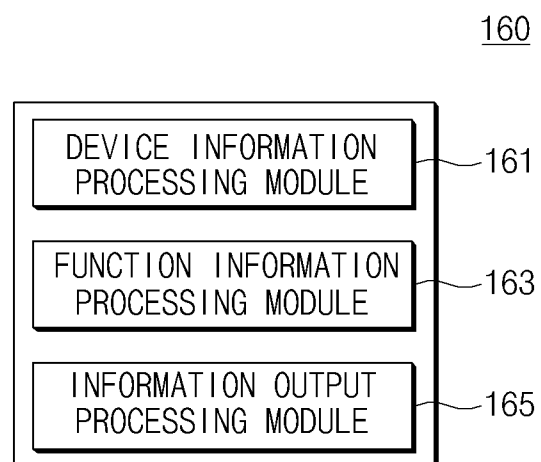 160
DEVICE INFORMATION
PROCESSING MODULE
161
FUNCTION INFORMATION
PROCESSING MODULE
163
INFORMATION OUTPUT
PROCESSING MODULE
165